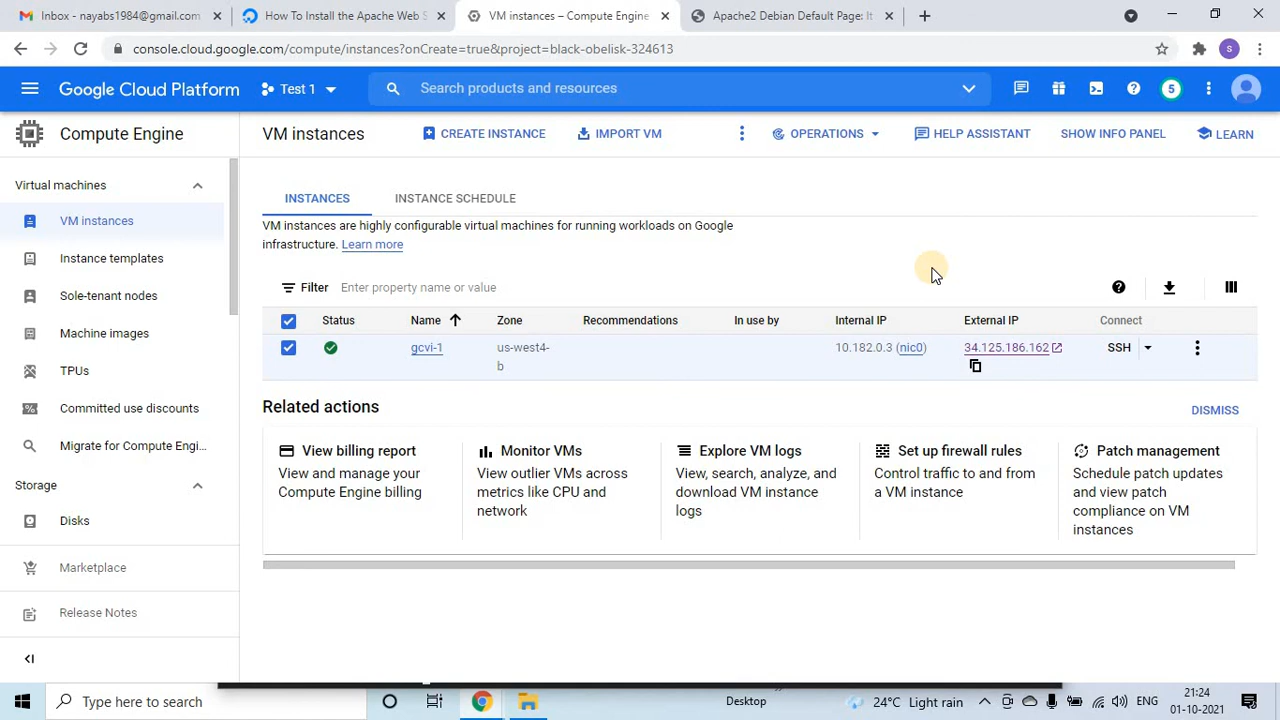 Inbox - nayabs1984@gmail.com
How To Install the Apache Web S
VM instances – Compute Engine
Apache2 Debian Default Page: It
console.cloud.google.com/compute/instances?onCreate=true&project=black-obelisk-324613
S
Google Cloud Platform
Test 1
Search products and resources
5
Compute Engine
VM instances
CREATE INSTANCE
IMPORT VM
OPERATIONS
HELP ASSISTANT
SHOW INFO PANEL
LEARN
Virtual machines
VM instances
Instance templates
Sole-tenant nodes
Machine images
TPUs
Committed use discounts
Migrate for Compute Engi...
Storage
Disks
Marketplace
Release Notes
INSTANCES
INSTANCE SCHEDULE
VM instances are highly configurable virtual machines for running workloads on Google
infrastructure. Learn more
Filter
Enter property name or value
Status
Name
Zone
Recommendations
In use by
Internal IP
External IP
Connect
gcvi-1
us-west4-
b
10.182.0.3 (nic0)
34.125.186.162
SSH
Related actions
DISMISS
View billing report
View and manage your
Compute Engine billing
Monitor VMs
View outlier VMs across
metrics like CPU and
network
Explore VM logs
View, search, analyze, and
download VM instance
logs
Set up firewall rules
Control traffic to and from
a VM instance
Patch management
Schedule patch updates
and view patch
compliance on VM
instances
Type here to search
Desktop
24°C Light rain
ENG
21:24
01-10-2021